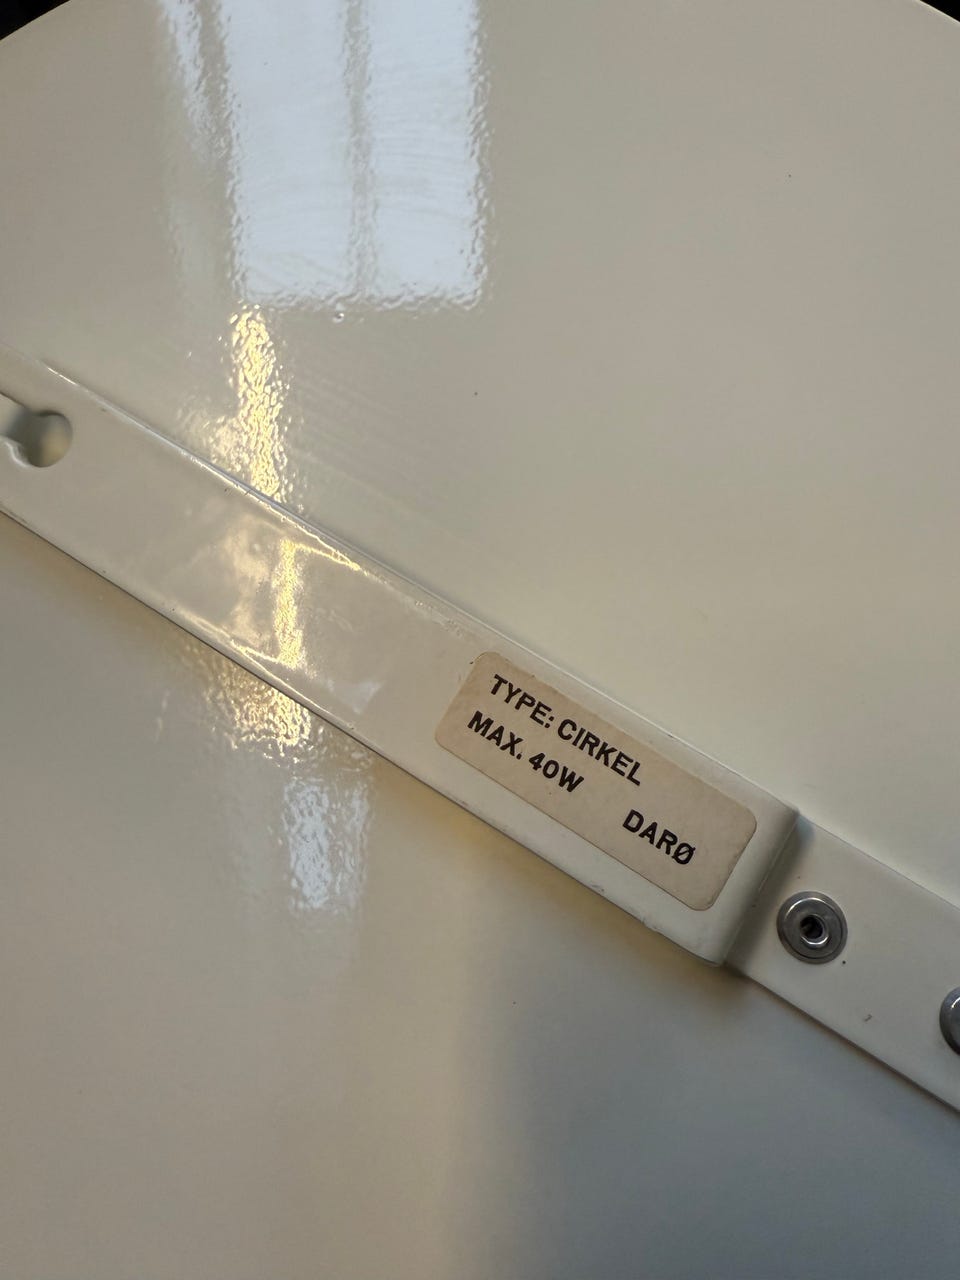 TYPE: CIRKEL
MAX. 40W
DARØ